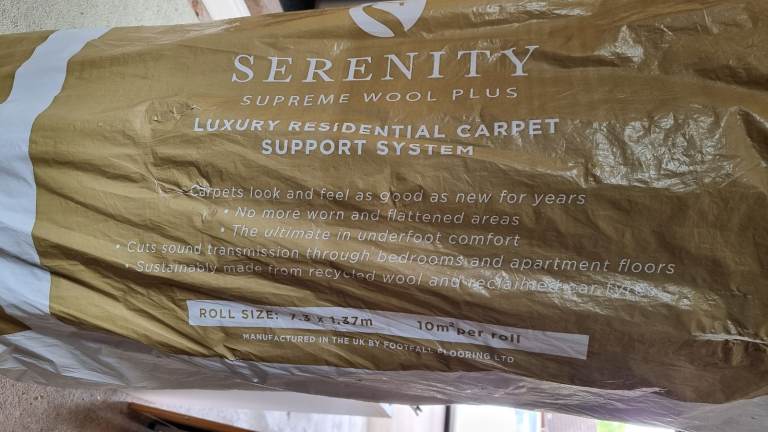 SERENITY
SUPREME WOOL PLUS
LUXURY RESIDENTIAL CARPET
SUPPORT SYSTEM
Carpets look and feel as good as new for years
• No more worn and flattened areas
• The ultimate in underfoot comfort
• Cuts sound transmission through bedrooms and apartment floors
• Sustainably made from recycled wool and reclaimed car tyres
ROLL SIZE: 7.3 x 1.37m 10m² per roll
MANUFACTURED IN THE UK BY FOOTFALL FLOORING LTD